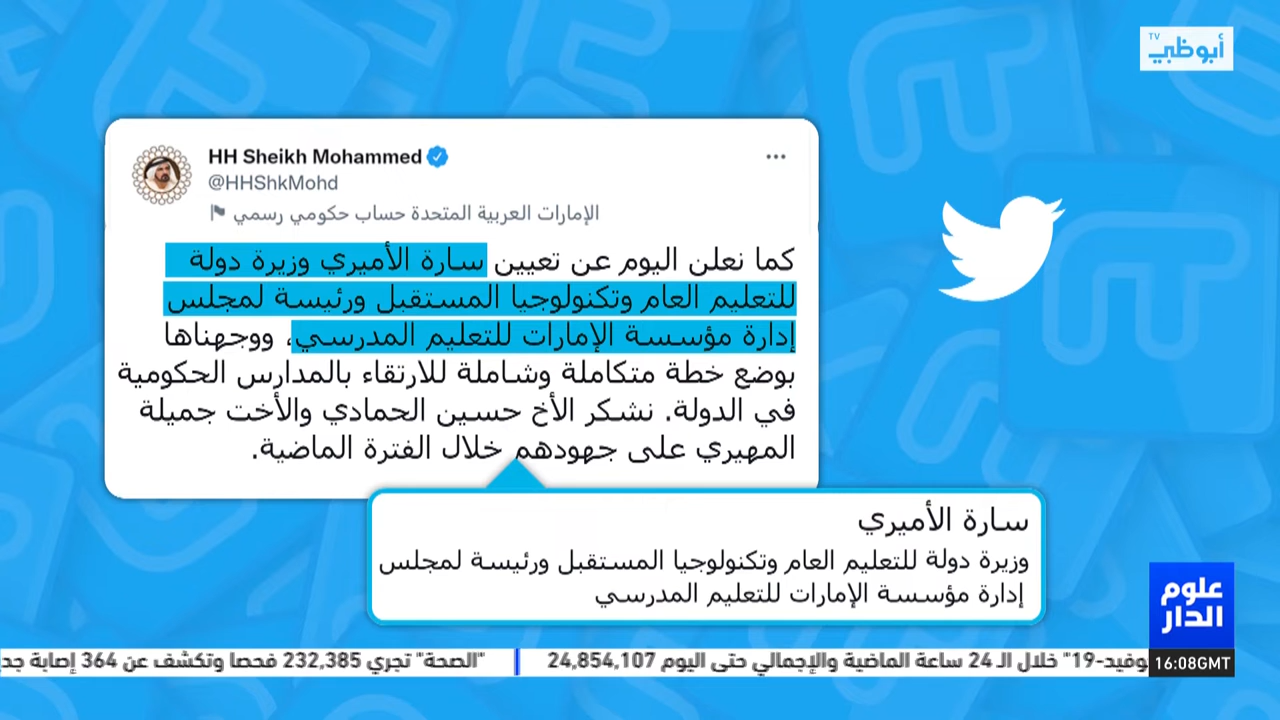 أبوظبي TV
HH Sheikh Mohammed
@HHShkMohd
الإمارات العربية المتحدة حساب حكومي رسمي
كما نعلن اليوم عن تعيين سارة الأميري وزيرة دولة
للتعليم العام وتكنولوجيا المستقبل ورئيسة لمجلس
إدارة مؤسسة الإمارات للتعليم المدرسي، ووجهناها
بوضع خطة متكاملة وشاملة للارتقاء بالمدارس الحكومية
في الدولة. نشكر الأخ حسين الحمادي والأخت جميلة
المهيري على جهودهم خلال الفترة الماضية.
سارة الأميري
وزيرة دولة للتعليم العام وتكنولوجيا المستقبل ورئيسة لمجلس
إدارة مؤسسة الإمارات للتعليم المدرسي
علوم
الدار
16:08GMT
وفيد-19" خلال الـ 24 ساعة الماضية والإجمالي حتى اليوم 24,854,107 "الصحة" تجري 232,385 فحصا وتكشف عن 364 إصابة جد